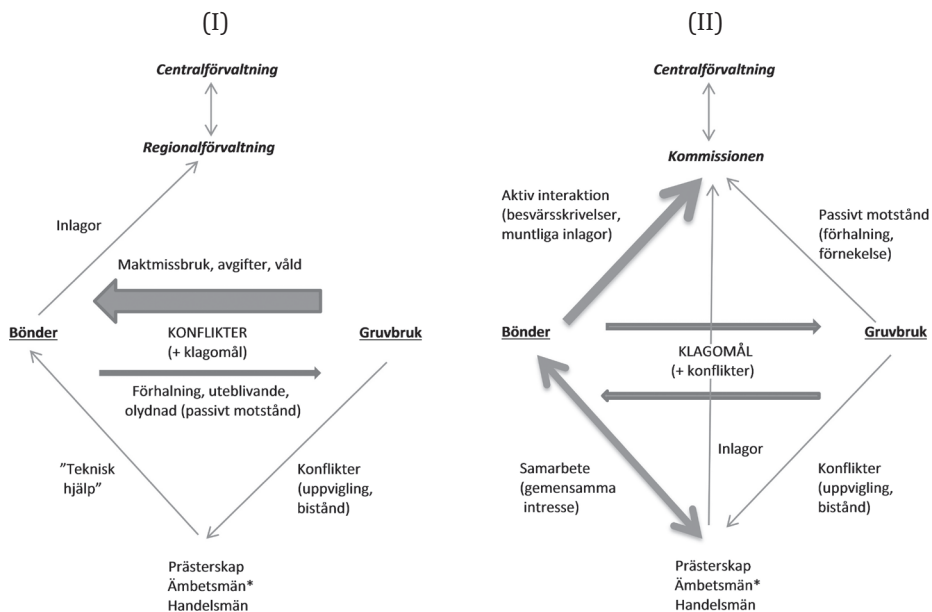 (I)
Centralförvaltning
Regionalförvaltning
Inlagor
Maktmissbruk, avgifter, våld
Bönder
KONFLIKTER
(+ klagomål)
Gruvbruk
Förhalning, uteblivande,
olydnad (passivt motstånd)
”Teknisk
hjälp”
Konflikter
(uppvigling,
bistånd)
Prästerskap
Ämbetsmän*
Handelsmän
(II)
Centralförvaltning
Kommissionen
Aktiv interaktion
(besvärsskrivelser,
muntliga inlagor)
Passivt motstånd
(förhalning,
förnekelse)
Bönder
KLAGOMÅL
(+ konflikter)
Gruvbruk
Inlagor
Samarbete
(gemensamma
intresse)
Konflikter
(uppvigling,
bistånd)
Prästerskap
Ämbetsmän*
Handelsmän